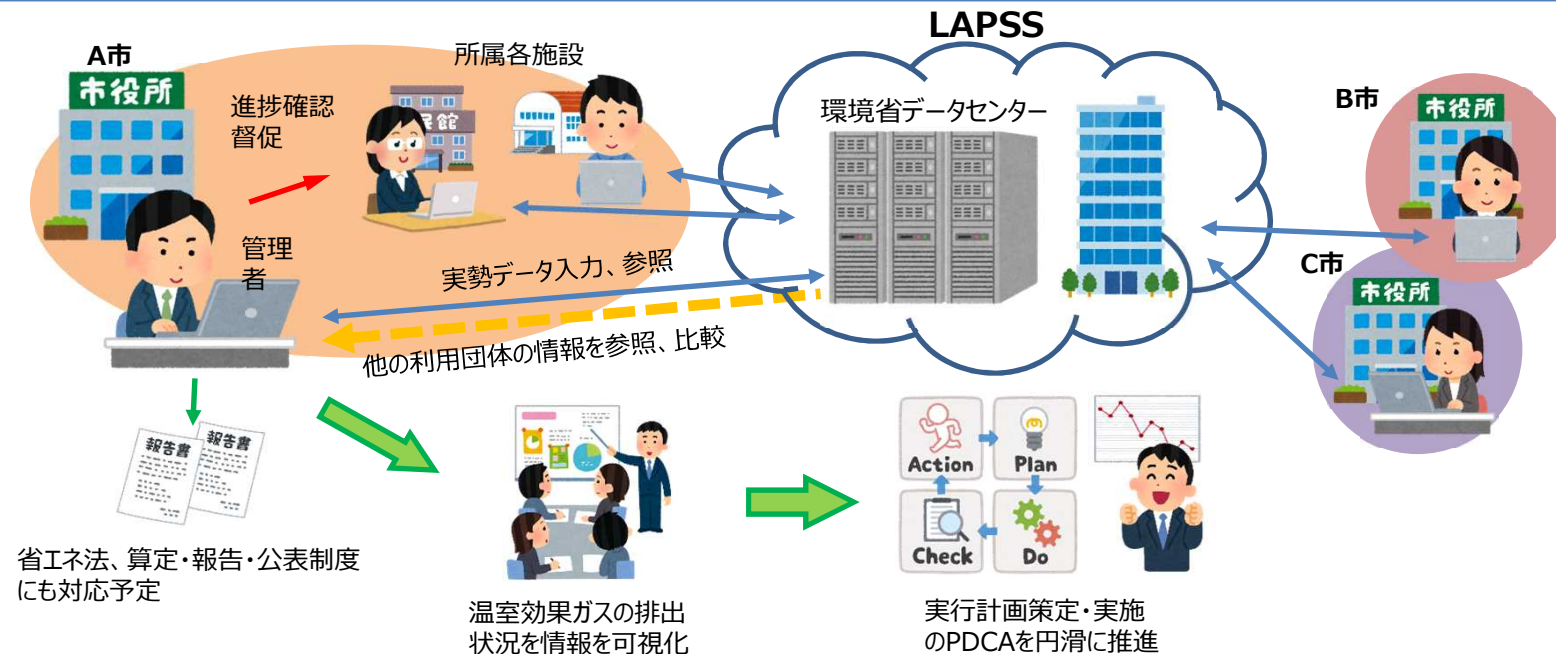 LAPSS
A市
市役所
進捗確認
督促
所属各施設
民館
管理
者
実勢データ入力、参照
他の利用団体の情報を参照、比較
環境省データセンター
B市
市役所
C市
市役所
報告書
報告書
省エネ法、算定・報告・公表制度
にも対応予定
温室効果ガスの排出
状況を情報を可視化
Action
Plan
Check
Do
実行計画策定・実施
のPDCAを円滑に推進